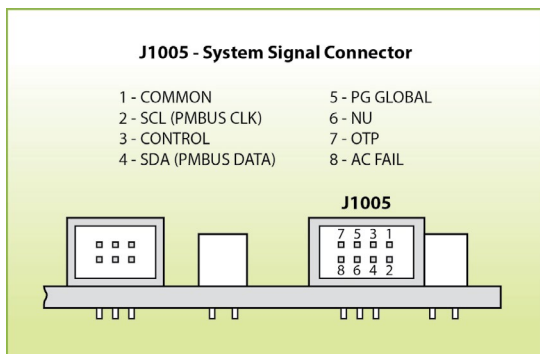 J1005 - System Signal Connector
1 - COMMON
2 - SCL (PMBUS CLK)
3 - CONTROL
4 - SDA (PMBUS DATA)
5 - PG GLOBAL
6 - NU
7 - OTP
8 - AC FAIL
J1005
7 5 3 1
8 6 4 2